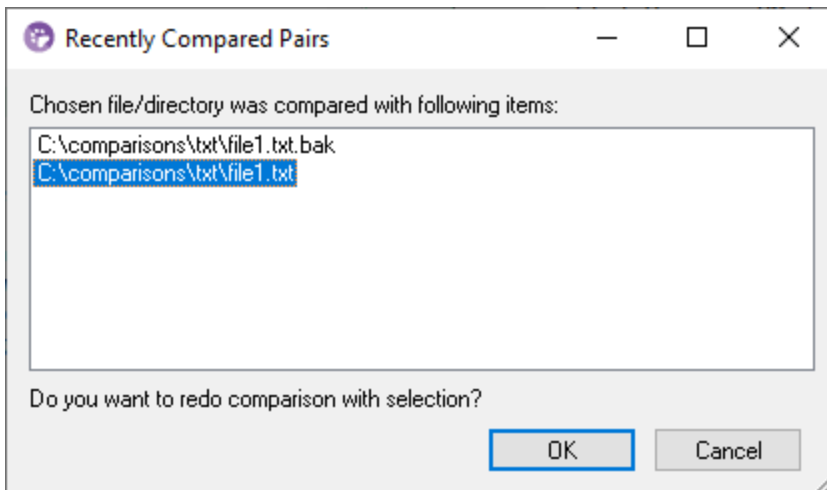 Recently Compared Pairs
Chosen file/directory was compared with following items:
C:\comparisons\txt\file1.txt.bak
C:\comparisons\txt\file1.txt
Do you want to redo comparison with selection?
OK Cancel